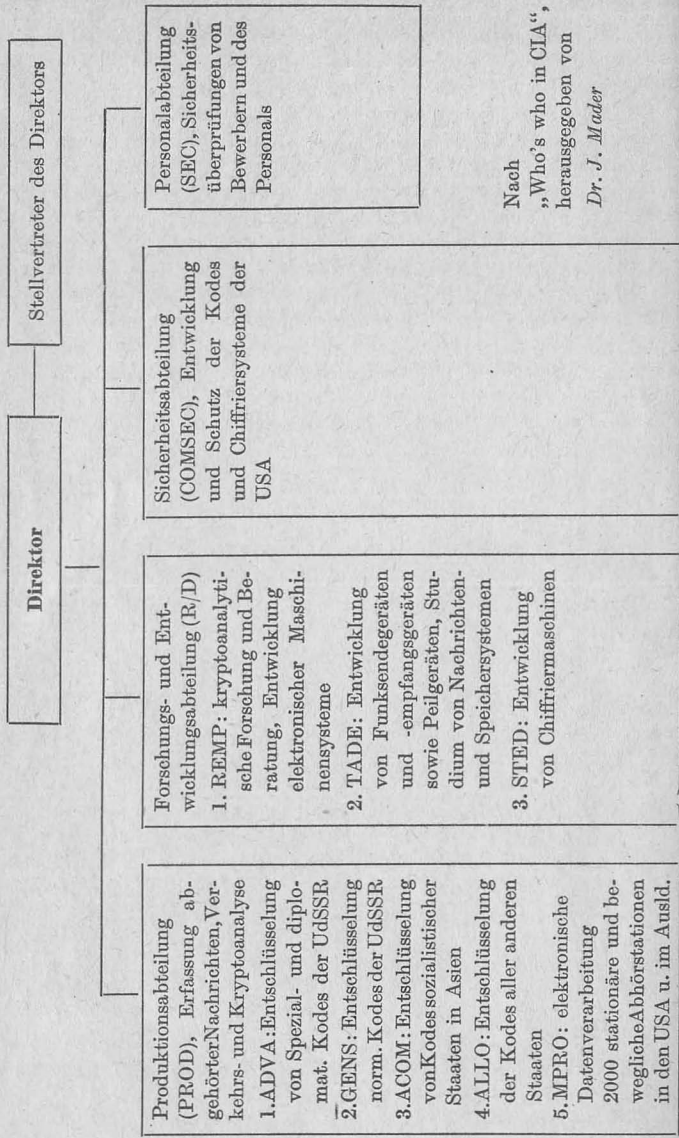 Direktor
Stellvertreter des Direktors
Produktionsabteilung
(PROD), Erfassung ab-
gehörter Nachrichten, Ver-
kehrs- und Kryptoanalyse
1. ADVA: Entschlüsselung
von Spezial- und diplo-
mat. Kodes der UdSSR
2. GENS: Entschlüsselung
norm. Kodes der UdSSR
3. ACOM: Entschlüsselung
von Kodes sozialistischer
Staaten in Asien
4. ALLO: Entschlüsselung
der Kodes aller anderen
Staaten
5. MPRO: elektronische
Datenverarbeitung
2000 stationäre und be-
wegliche Abhörstationen
in den USA u. im Ausld.
Forschungs- und Ent-
wicklungsabteilung (R/D)
1. REMP: kryptoanalyti-
sche Forschung und Be-
ratung, Entwicklung
elektronischer Maschi-
nensysteme
2. TADE: Entwicklung
von Funksendegeräten
und -empfangsgeräten
sowie Peilgeräten, Stu-
dium von Nachrichten-
und Speichersystemen
3. STED: Entwicklung
von Chiffriermaschinen
Sicherheitsabteilung
(COMSEC), Entwicklung
und Schutz der Kodes
und Chiffriersysteme der
USA
Personalabteilung
(SEC), Sicherheits-
überprüfungen von
Bewerbern und des
Personals
Nach
„Who's who in CIA“,
herausgegeben von
Dr. J. Mader